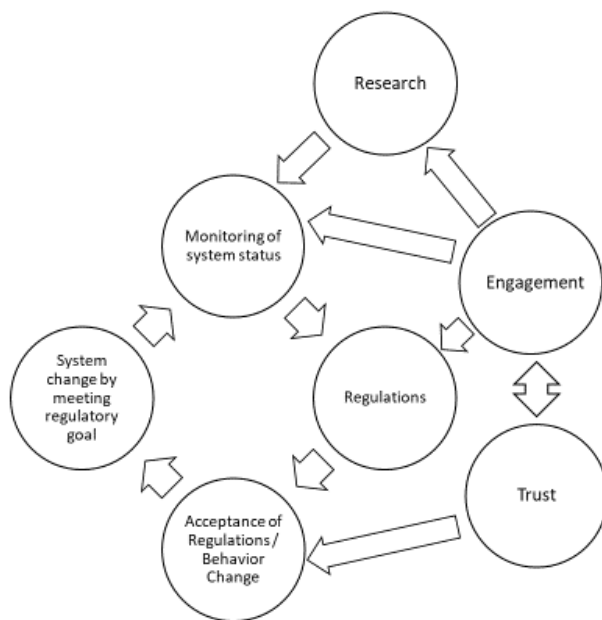 Research
Monitoring of
system status
Engagement
System
change by
meeting
regulatory
goal
Regulations
Trust
Acceptance of
Regulations /
Behavior
Change